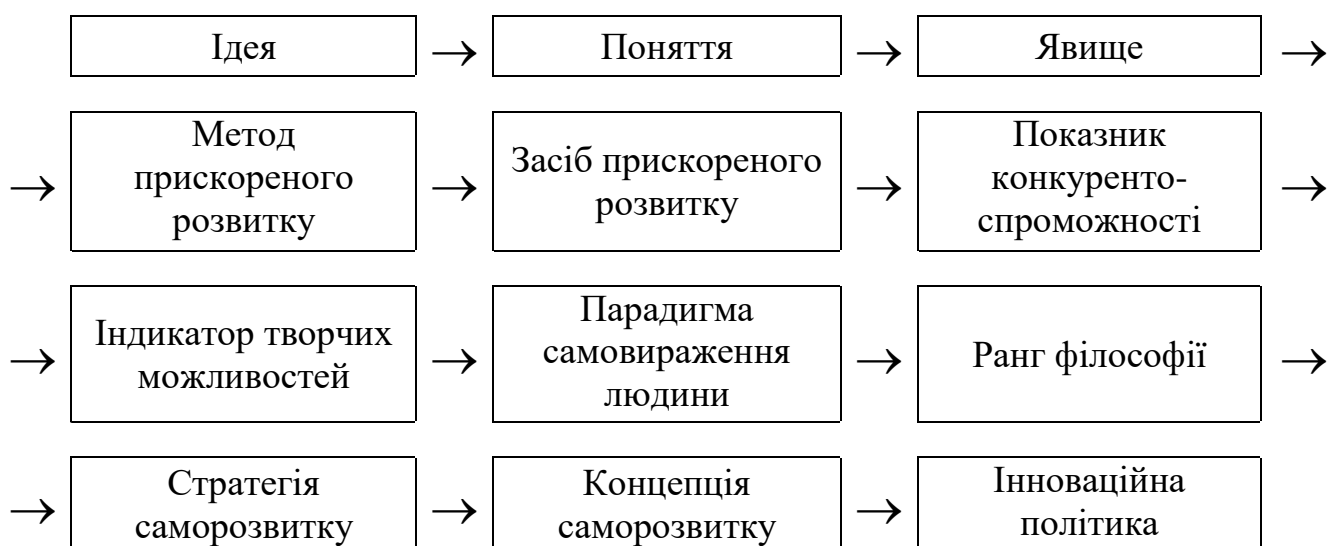 Ідея → Поняття → Явище →
Метод
прискореного
розвитку
→ → Засіб прискореного
розвитку
→ Показник
конкуренто-
спроможності
→
→ Індикатор творчих
можливостей
→ Парадигма
самовираження
людини
→ Ранг філософії →
→ Стратегія
саморозвитку
→ Концепція
саморозвитку
→ Інноваційна
політика